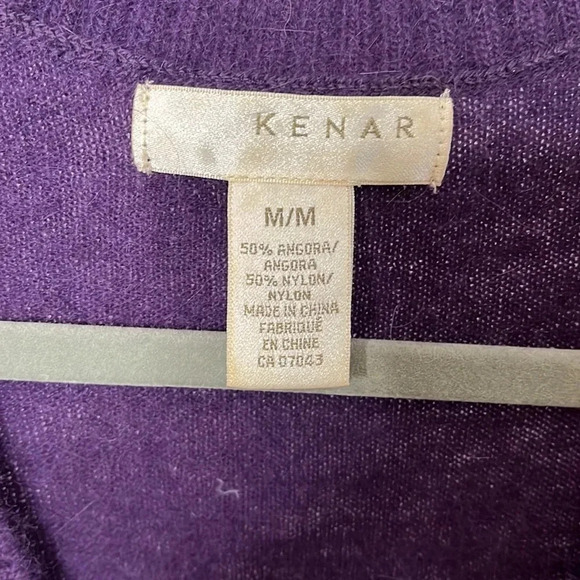 KENAR
M/M
50% ANGORA/
ANGORA
50% NYLON/
NYLON
MADE IN CHINA
FABRIQUÉ
EN CHINE
CA 07043